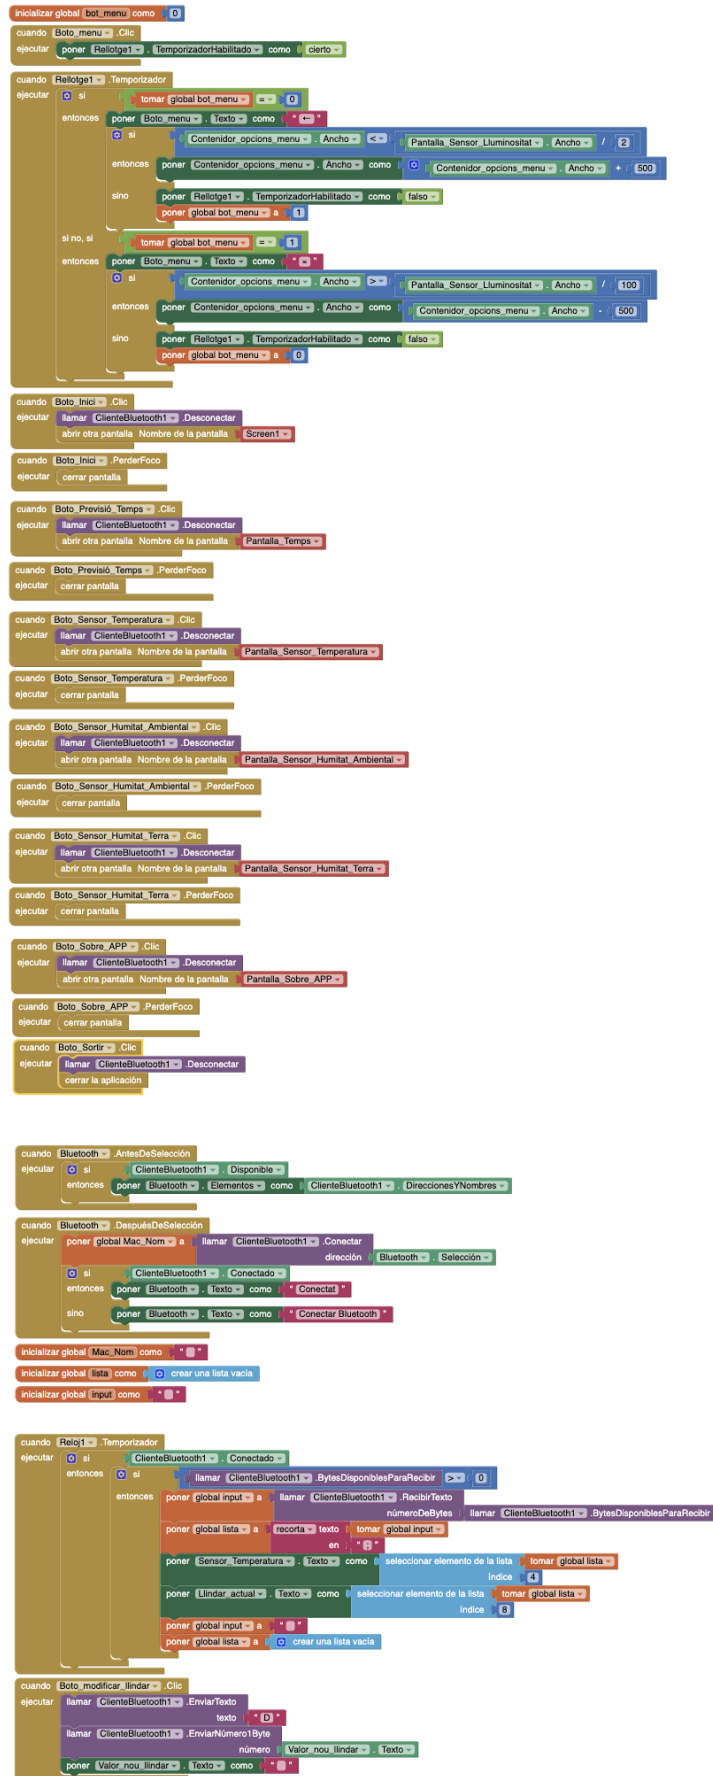 inicializar global bot_menu como 0
cuando Boto_menu .Clic
ejecutar poner Rellotge1 . TemporizadorHabilitado como cierto
cuando Rellotge1 .Temporizador
ejecutar si tomar global bot_menu = 0
entonces poner Boto_menu . Texto como " ← "
si Contenidor_opcions_menu . Ancho < Pantalla_Sensor_Lluminositat . Ancho / 2
entonces poner Contenidor_opcions_menu . Ancho como Contenidor_opcions_menu . Ancho + 500
sino poner Rellotge1 . TemporizadorHabilitado como falso
poner global bot_menu a 1
si no, si tomar global bot_menu = 1
entonces poner Boto_menu . Texto como " = "
si Contenidor_opcions_menu . Ancho > Pantalla_Sensor_Lluminositat . Ancho / 100
entonces poner Contenidor_opcions_menu . Ancho como Contenidor_opcions_menu . Ancho - 500
sino poner Rellotge1 . TemporizadorHabilitado como falso
poner global bot_menu a 0
cuando Boto_Inici .Clic
ejecutar llamar ClienteBluetooth1 .Desconectar
abrir otra pantalla Nombre de la pantalla Screen1
cuando Boto_Inici .PerderFoco
ejecutar cerrar pantalla
cuando Boto_Previsió_Temps .Clic
ejecutar llamar ClienteBluetooth1 .Desconectar
abrir otra pantalla Nombre de la pantalla Pantalla_Temps
cuando Boto_Previsió_Temps .PerderFoco
ejecutar cerrar pantalla
cuando Boto_Sensor_Temperatura .Clic
ejecutar llamar ClienteBluetooth1 .Desconectar
abrir otra pantalla Nombre de la pantalla Pantalla_Sensor_Temperatura
cuando Boto_Sensor_Temperatura .PerderFoco
ejecutar cerrar pantalla
cuando Boto_Sensor_Humitat_Ambiental .Clic
ejecutar llamar ClienteBluetooth1 .Desconectar
abrir otra pantalla Nombre de la pantalla Pantalla_Sensor_Humitat_Ambiental
cuando Boto_Sensor_Humitat_Ambiental .PerderFoco
ejecutar cerrar pantalla
cuando Boto_Sensor_Humitat_Terra .Clic
ejecutar llamar ClienteBluetooth1 .Desconectar
abrir otra pantalla Nombre de la pantalla Pantalla_Sensor_Humitat_Terra
cuando Boto_Sensor_Humitat_Terra .PerderFoco
ejecutar cerrar pantalla
cuando Boto_Sobre_APP .Clic
ejecutar llamar ClienteBluetooth1 .Desconectar
abrir otra pantalla Nombre de la pantalla Pantalla_Sobre_APP
cuando Boto_Sobre_APP .PerderFoco
ejecutar cerrar pantalla
cuando Boto_Sortir .Clic
ejecutar llamar ClienteBluetooth1 .Desconectar
cerrar la aplicación
cuando Bluetooth .AntesDeSelección
ejecutar si ClienteBluetooth1 . Disponible
entonces poner Bluetooth . Elementos como ClienteBluetooth1 . DireccionesYNombres
cuando Bluetooth .DespuésDeSelección
ejecutar poner global Mac_Nom a llamar ClienteBluetooth1 .Conectar
dirección Bluetooth . Selección
si ClienteBluetooth1 . Conectado
entonces poner Bluetooth . Texto como " Conectat "
sino poner Bluetooth . Texto como " Conectar Bluetooth "
inicializar global Mac_Nom como " "
inicializar global lista como crear una lista vacía
inicializar global input como " "
cuando Reloj1 .Temporizador
ejecutar si ClienteBluetooth1 . Conectado
entonces si llamar ClienteBluetooth1 .BytesDisponiblesParaRecibir > 0
entonces poner global input a llamar ClienteBluetooth1 .RecibirTexto
númeroDeBytes llamar ClienteBluetooth1 .BytesDisponiblesParaRecibir
poner global lista a recorta texto tomar global input
en
poner Sensor_Temperatura . Texto como seleccionar elemento de la lista tomar global lista
índice 4
poner Llindar_actual . Texto como seleccionar elemento de la lista tomar global lista
índice 8
poner global input a " "
poner global lista a crear una lista vacía
cuando Boto_modificar_llindar .Clic
ejecutar llamar ClienteBluetooth1 .EnviarTexto
texto " D "
llamar ClienteBluetooth1 .EnviarNúmero1Byte
número Valor_nou_llindar . Texto
poner Valor_nou_llindar . Texto como " "